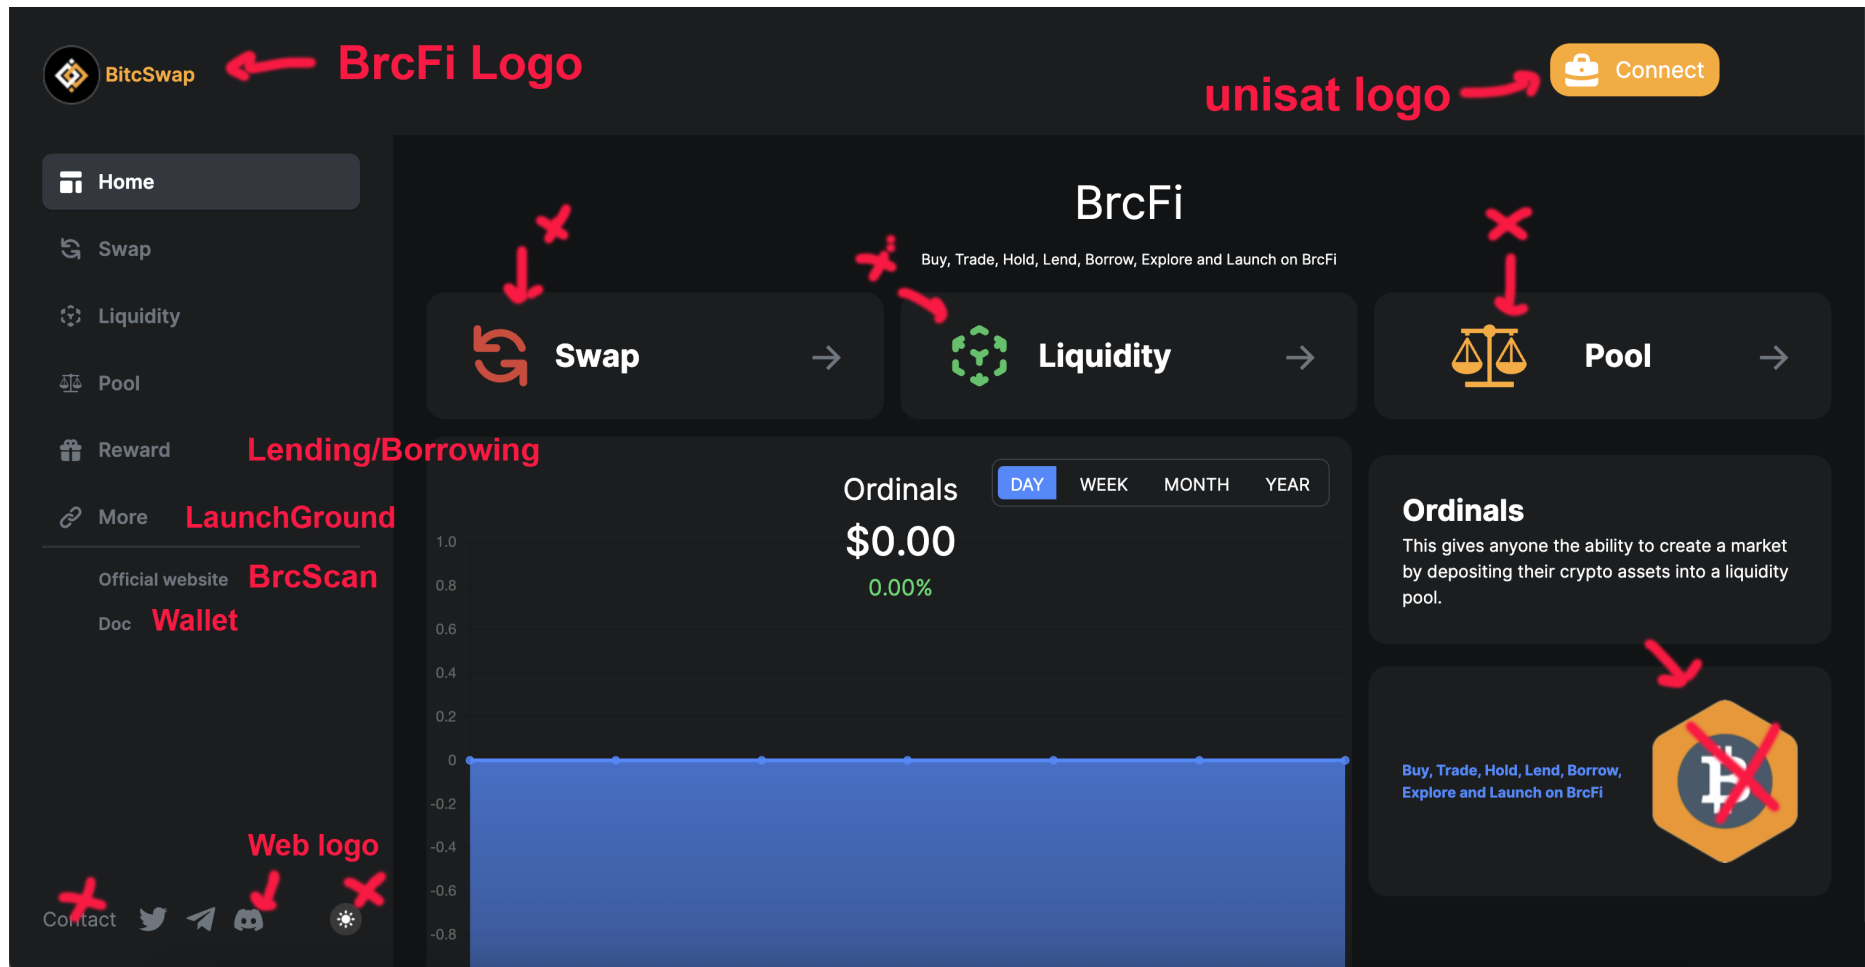 BitcSwap
BrcFi Logo
unisat logo
Connect
Home
Swap
Liquidity
Pool
Reward
Lending/Borrowing
More
LaunchGround
Official website
BrcScan
Doc
Wallet
Web logo
Contact
BrcFi
Buy, Trade, Hold, Lend, Borrow, Explore and Launch on BrcFi
Swap
Liquidity
Pool
Ordinals
$0.00
0.00%
DAY
WEEK
MONTH
YEAR
1.0
0.8
0.6
0.4
0.2
0
-0.2
-0.4
-0.6
-0.8
Ordinals
This gives anyone the ability to create a market
by depositing their crypto assets into a liquidity
pool.
Buy, Trade, Hold, Lend, Borrow,
Explore and Launch on BrcFi